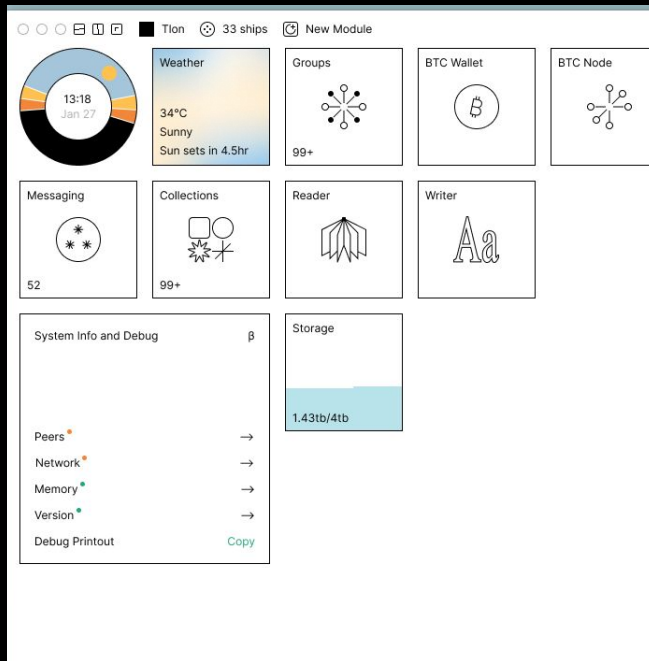 Tlon 33 ships New Module
13:18
Jan 27
Weather
34°C
Sunny
Sun sets in 4.5hr
Groups
99+
BTC Wallet
BTC Node
Messaging
52
Collections
99+
Reader
Writer
Aa
System Info and Debug β
Peers →
Network →
Memory →
Version →
Debug Printout Copy
Storage
1.43tb/4tb